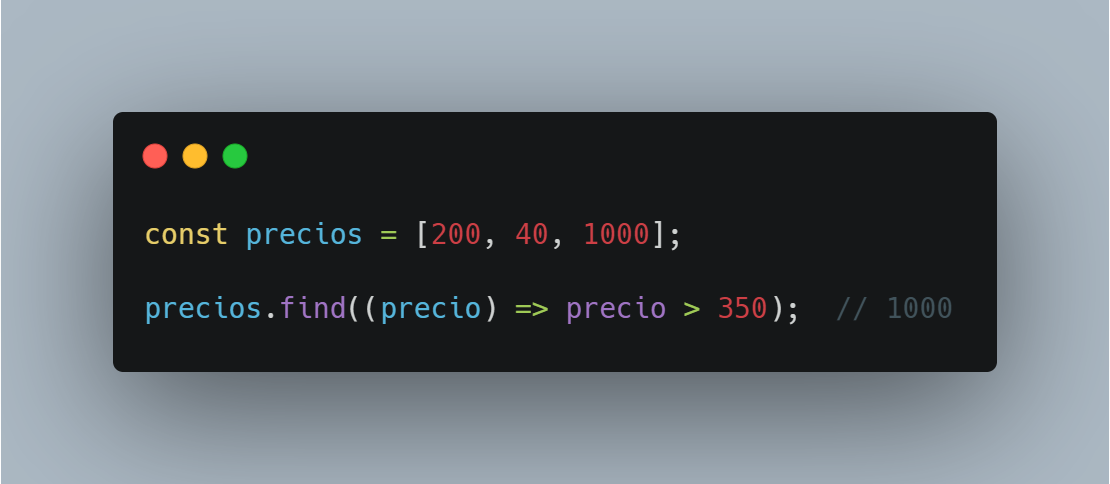 const precios = [200, 40, 1000];
precios.find((precio) => precio > 350);  // 1000